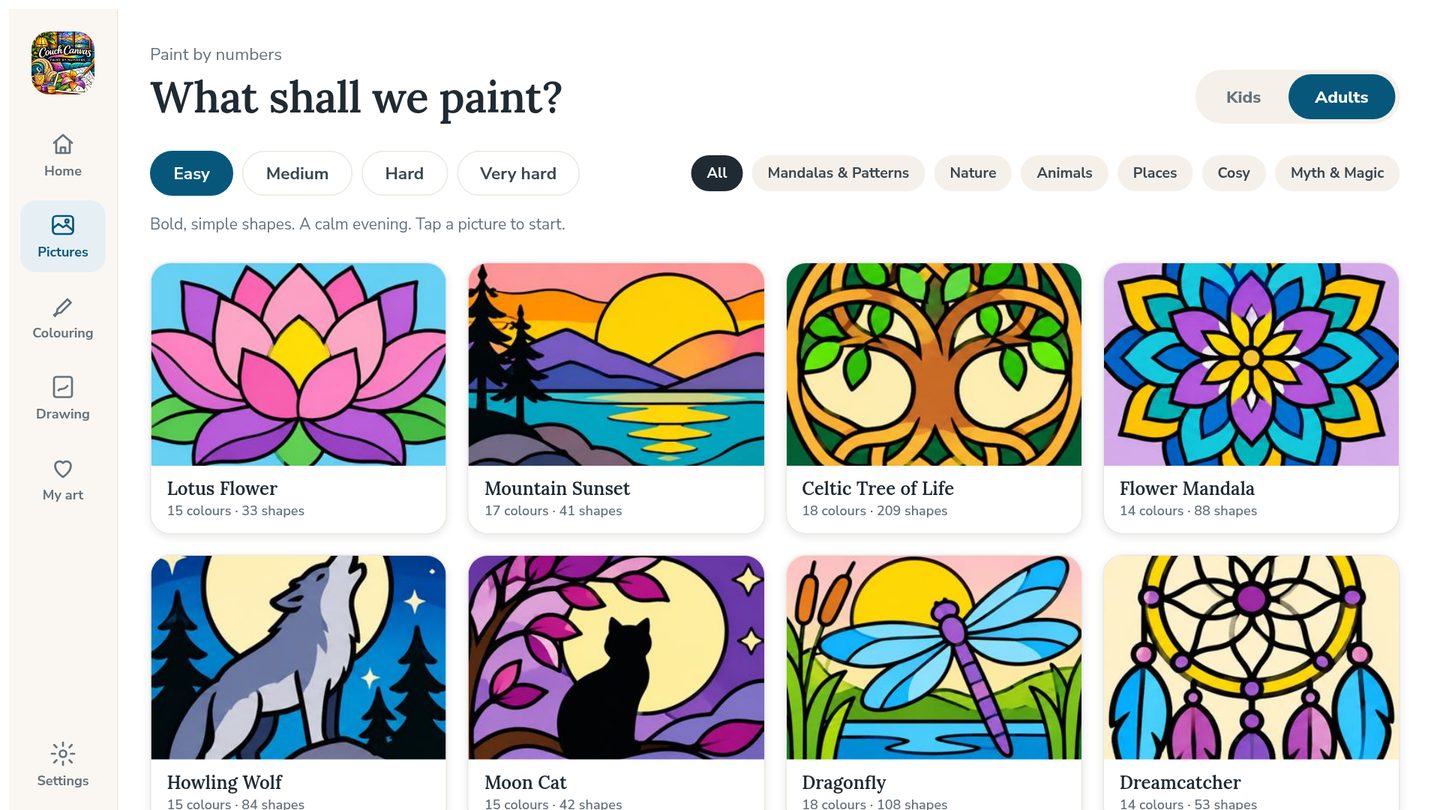 Couch Canvas
PAINT BY NUMBERS
Paint by numbers
What shall we paint?
Kids
Adults
Home
Pictures
Colouring
Drawing
My art
Settings
Easy
Medium
Hard
Very hard
All
Mandalas & Patterns
Nature
Animals
Places
Cosy
Myth & Magic
Bold, simple shapes. A calm evening. Tap a picture to start.
Lotus Flower
15 colours · 33 shapes
Mountain Sunset
17 colours · 41 shapes
Celtic Tree of Life
18 colours · 209 shapes
Flower Mandala
14 colours · 88 shapes
Howling Wolf
15 colours · 84 shapes
Moon Cat
15 colours · 42 shapes
Dragonfly
18 colours · 108 shapes
Dreamcatcher
14 colours · 53 shapes